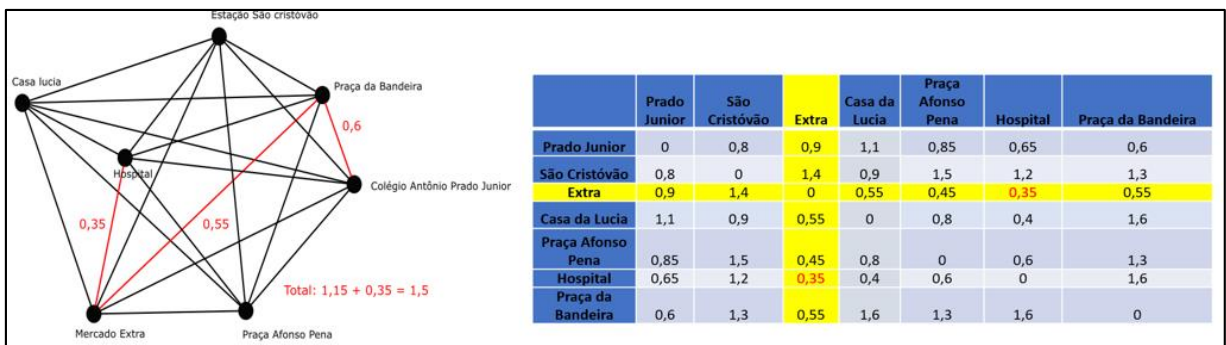 Estação São cristóvão
Casa lucia
Praça da Bandeira
0,6
Hospital
Colégio Antônio Prado Junior
0,35
0,55
Total: 1,15 + 0,35 = 1,5
Mercado Extra
Praça Afonso Pena
Prado Junior São Cristóvão Extra Casa da Lucia Praça Afonso Pena Hospital Praça da Bandeira
Prado Junior 0 0,8 0,9 1,1 0,85 0,65 0,6
São Cristóvão 0,8 0 1,4 0,9 1,5 1,2 1,3
Extra 0,9 1,4 0 0,55 0,45 0,35 0,55
Casa da Lucia 1,1 0,9 0,55 0 0,8 0,4 1,6
Praça Afonso Pena 0,85 1,5 0,45 0,8 0 0,6 1,3
Hospital 0,65 1,2 0,35 0,4 0,6 0 1,6
Praça da Bandeira 0,6 1,3 0,55 1,6 1,3 1,6 0